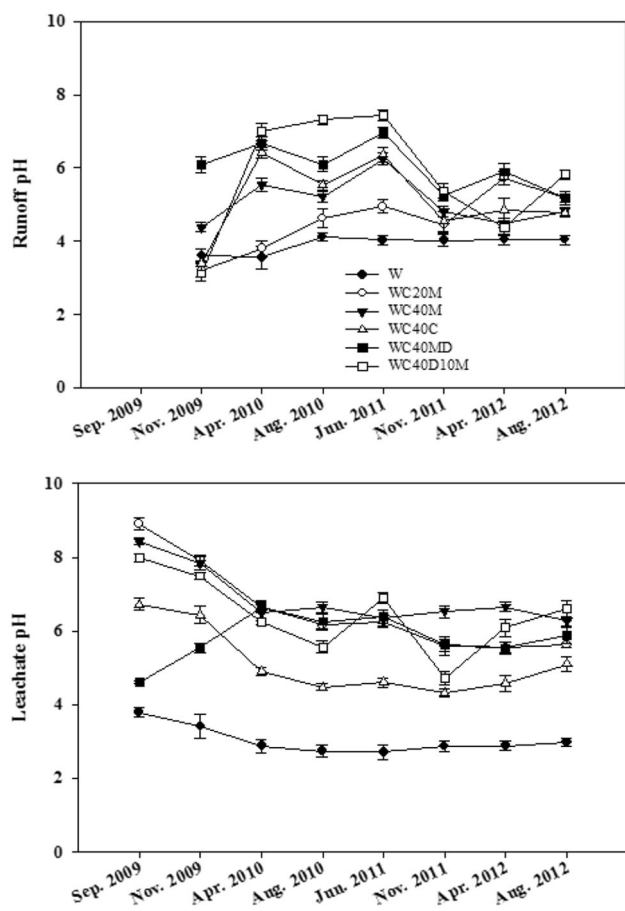 10
8
6
4
2
0
Runoff pH
W
WC20M
WC40M
WC40C
WC40MD
WC40D10M
Sep. 2009
Nov. 2009
Apr. 2010
Aug. 2010
Jun. 2011
Nov. 2011
Apr. 2012
Aug. 2012
10
8
6
4
2
0
Leachate pH
Sep. 2009
Nov. 2009
Apr. 2010
Aug. 2010
Jun. 2011
Nov. 2011
Apr. 2012
Aug. 2012